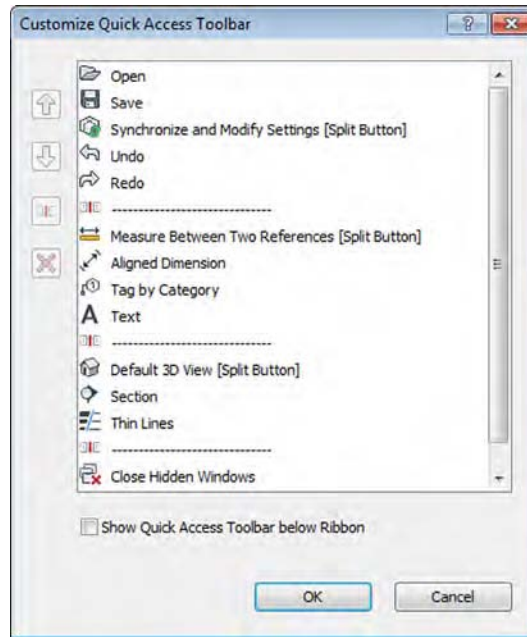 Customize Quick Access Toolbar
?
Open
Save
Synchronize and Modify Settings [Split Button]
Undo
Redo
------------------------------
Measure Between Two References [Split Button]
Aligned Dimension
Tag by Category
A Text
------------------------------
Default 3D View [Split Button]
Section
Thin Lines
------------------------------
Close Hidden Windows
Show Quick Access Toolbar below Ribbon
OK
Cancel